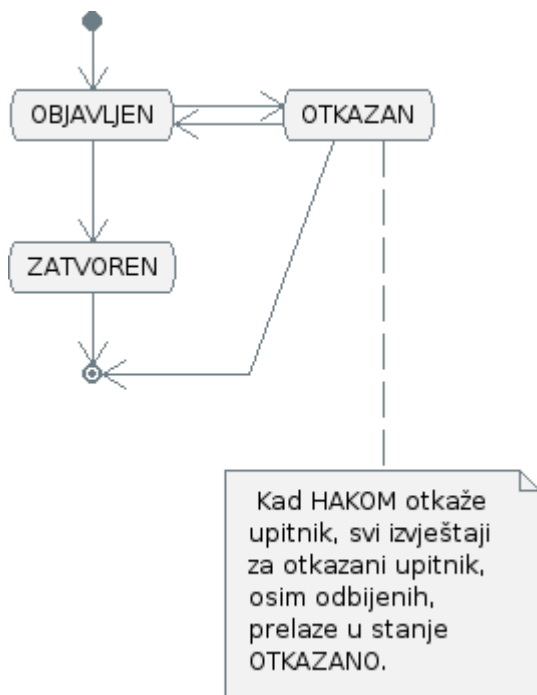 OBJAVLJEN
OTKAZAN
ZATVOREN
Kad HAKOM otkaže
upitnik, svi izvještaji
za otkazani upitnik,
osim odbijenih,
prelaze u stanje
OTKAZANO.